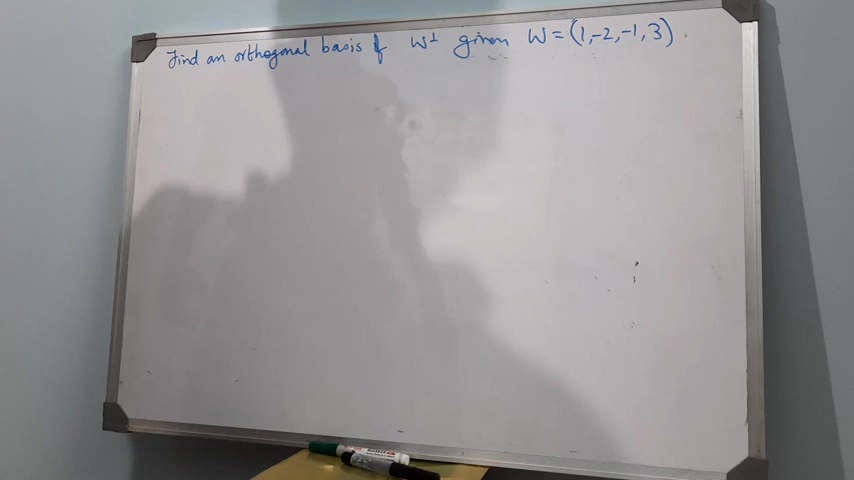 Find an orthogonal basis of W⊥ given W = (1,-2,-1,3).